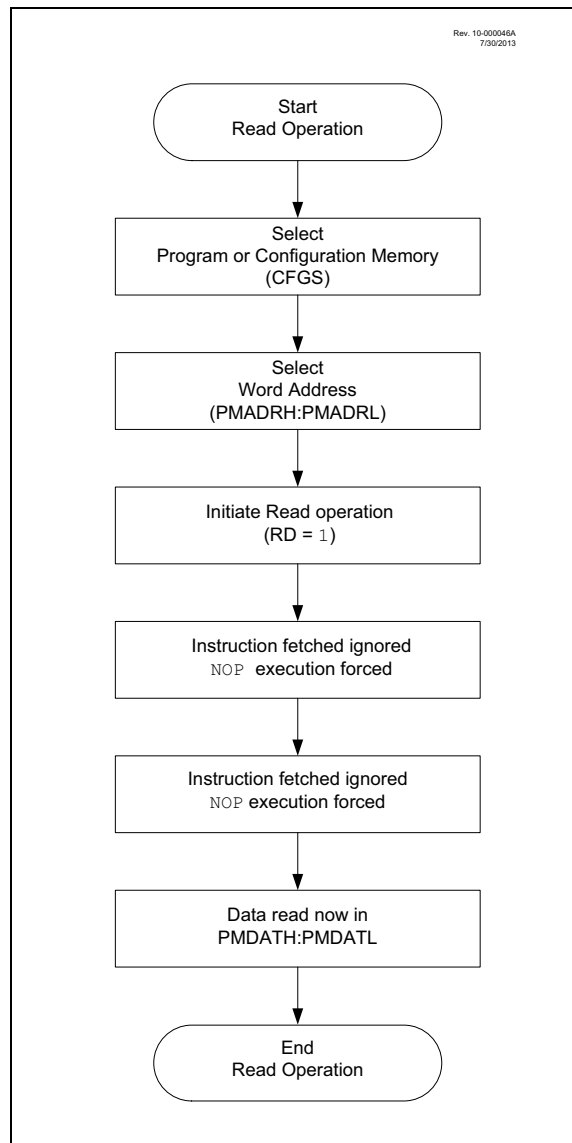 Rev. 10-000046A
7/30/2013
Start
Read Operation
Select
Program or Configuration Memory
(CFGS)
Select
Word Address
(PMADRH:PMADRL)
Initiate Read operation
(RD = 1)
Instruction fetched ignored
NOP execution forced
Instruction fetched ignored
NOP execution forced
Data read now in
PMDATH:PMDATL
End
Read Operation